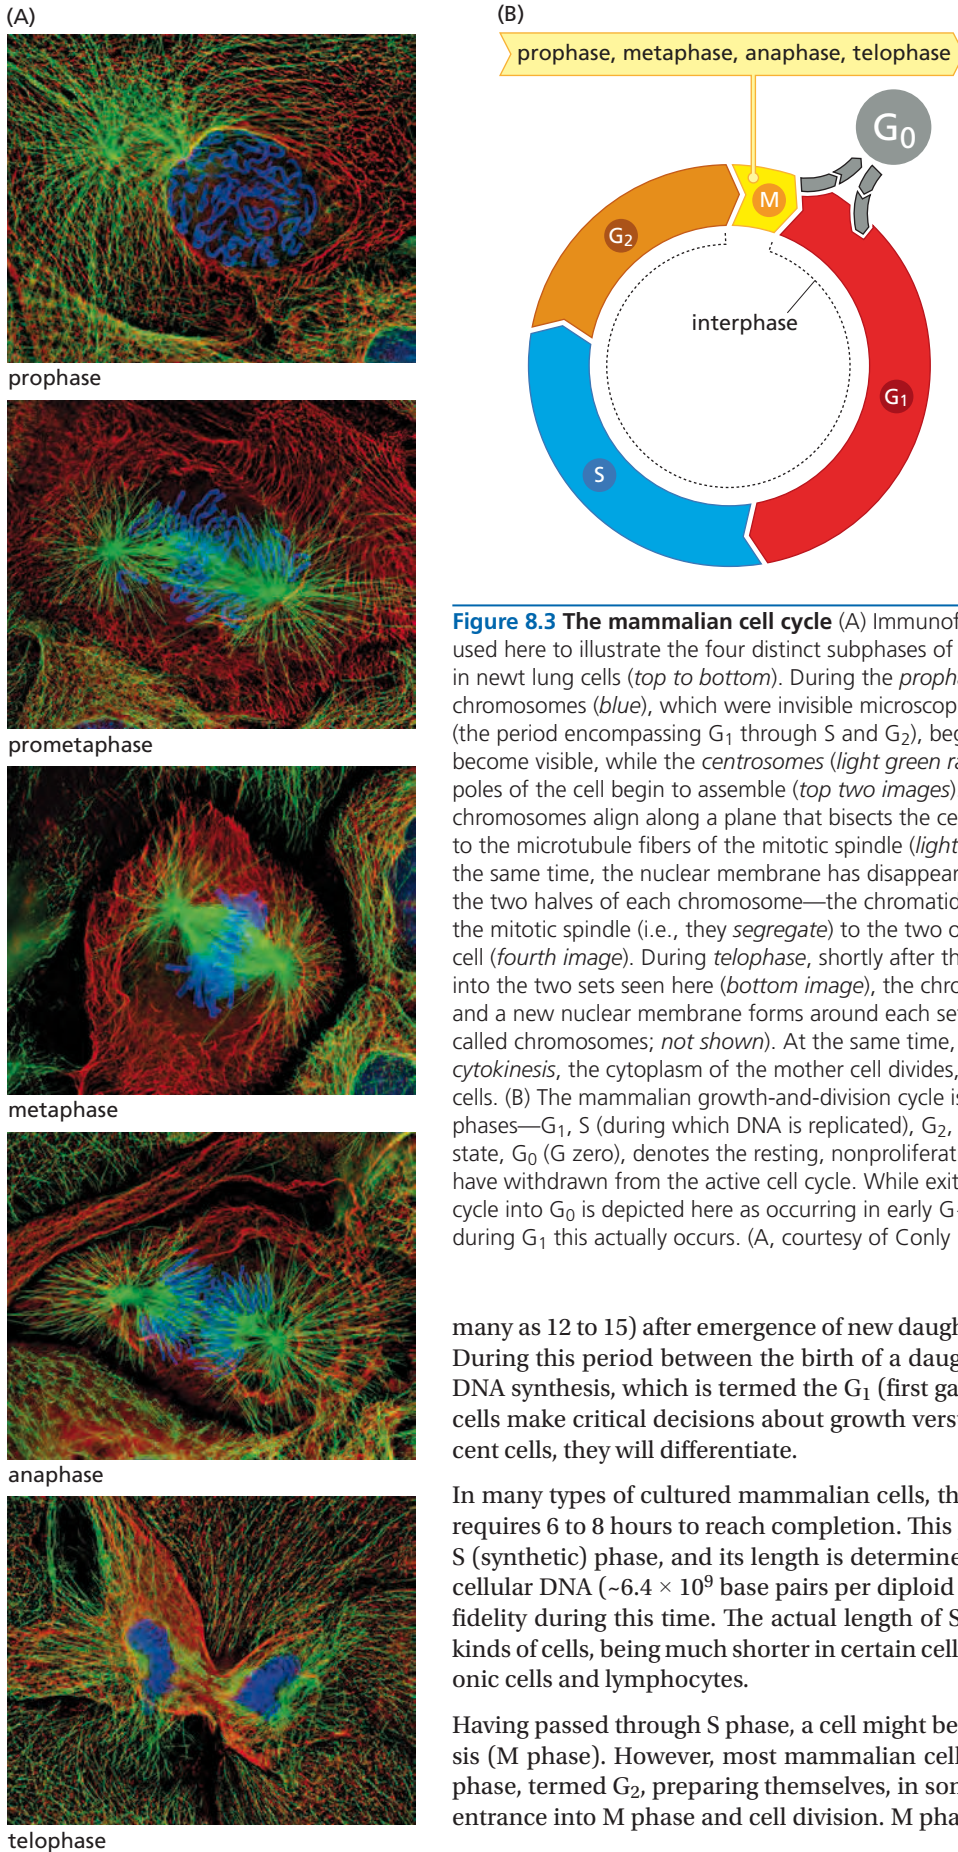 (A)
prophase
prometaphase
metaphase
anaphase
telophase
(B)
prophase, metaphase, anaphase, telophase
G0
M
G2
interphase
G1
S
Figure 8.3 The mammalian cell cycle (A) Immunof
used here to illustrate the four distinct subphases of
in newt lung cells (top to bottom). During the propha
chromosomes (blue), which were invisible microscop
(the period encompassing G1 through S and G2), beg
become visible, while the centrosomes (light green ra
poles of the cell begin to assemble (top two images)
chromosomes align along a plane that bisects the ce
to the microtubule fibers of the mitotic spindle (light
the same time, the nuclear membrane has disappear
the two halves of each chromosome—the chromatid
the mitotic spindle (i.e., they segregate) to the two o
cell (fourth image). During telophase, shortly after th
into the two sets seen here (bottom image), the chro
and a new nuclear membrane forms around each set
called chromosomes; not shown). At the same time,
cytokinesis, the cytoplasm of the mother cell divides,
cells. (B) The mammalian growth-and-division cycle is
phases—G1, S (during which DNA is replicated), G2,
state, G0 (G zero), denotes the resting, nonproliferat
have withdrawn from the active cell cycle. While exit
cycle into G0 is depicted here as occurring in early G
during G1 this actually occurs. (A, courtesy of Conly
many as 12 to 15) after emergence of new daugh
During this period between the birth of a daug
DNA synthesis, which is termed the G1 (first ga
cells make critical decisions about growth vers
cent cells, they will differentiate.
In many types of cultured mammalian cells, th
requires 6 to 8 hours to reach completion. This
S (synthetic) phase, and its length is determine
cellular DNA (~6.4 × 10⁹ base pairs per diploid
fidelity during this time. The actual length of S
kinds of cells, being much shorter in certain cell
onic cells and lymphocytes.
Having passed through S phase, a cell might be
sis (M phase). However, most mammalian cell
phase, termed G2, preparing themselves, in som
entrance into M phase and cell division. M pha